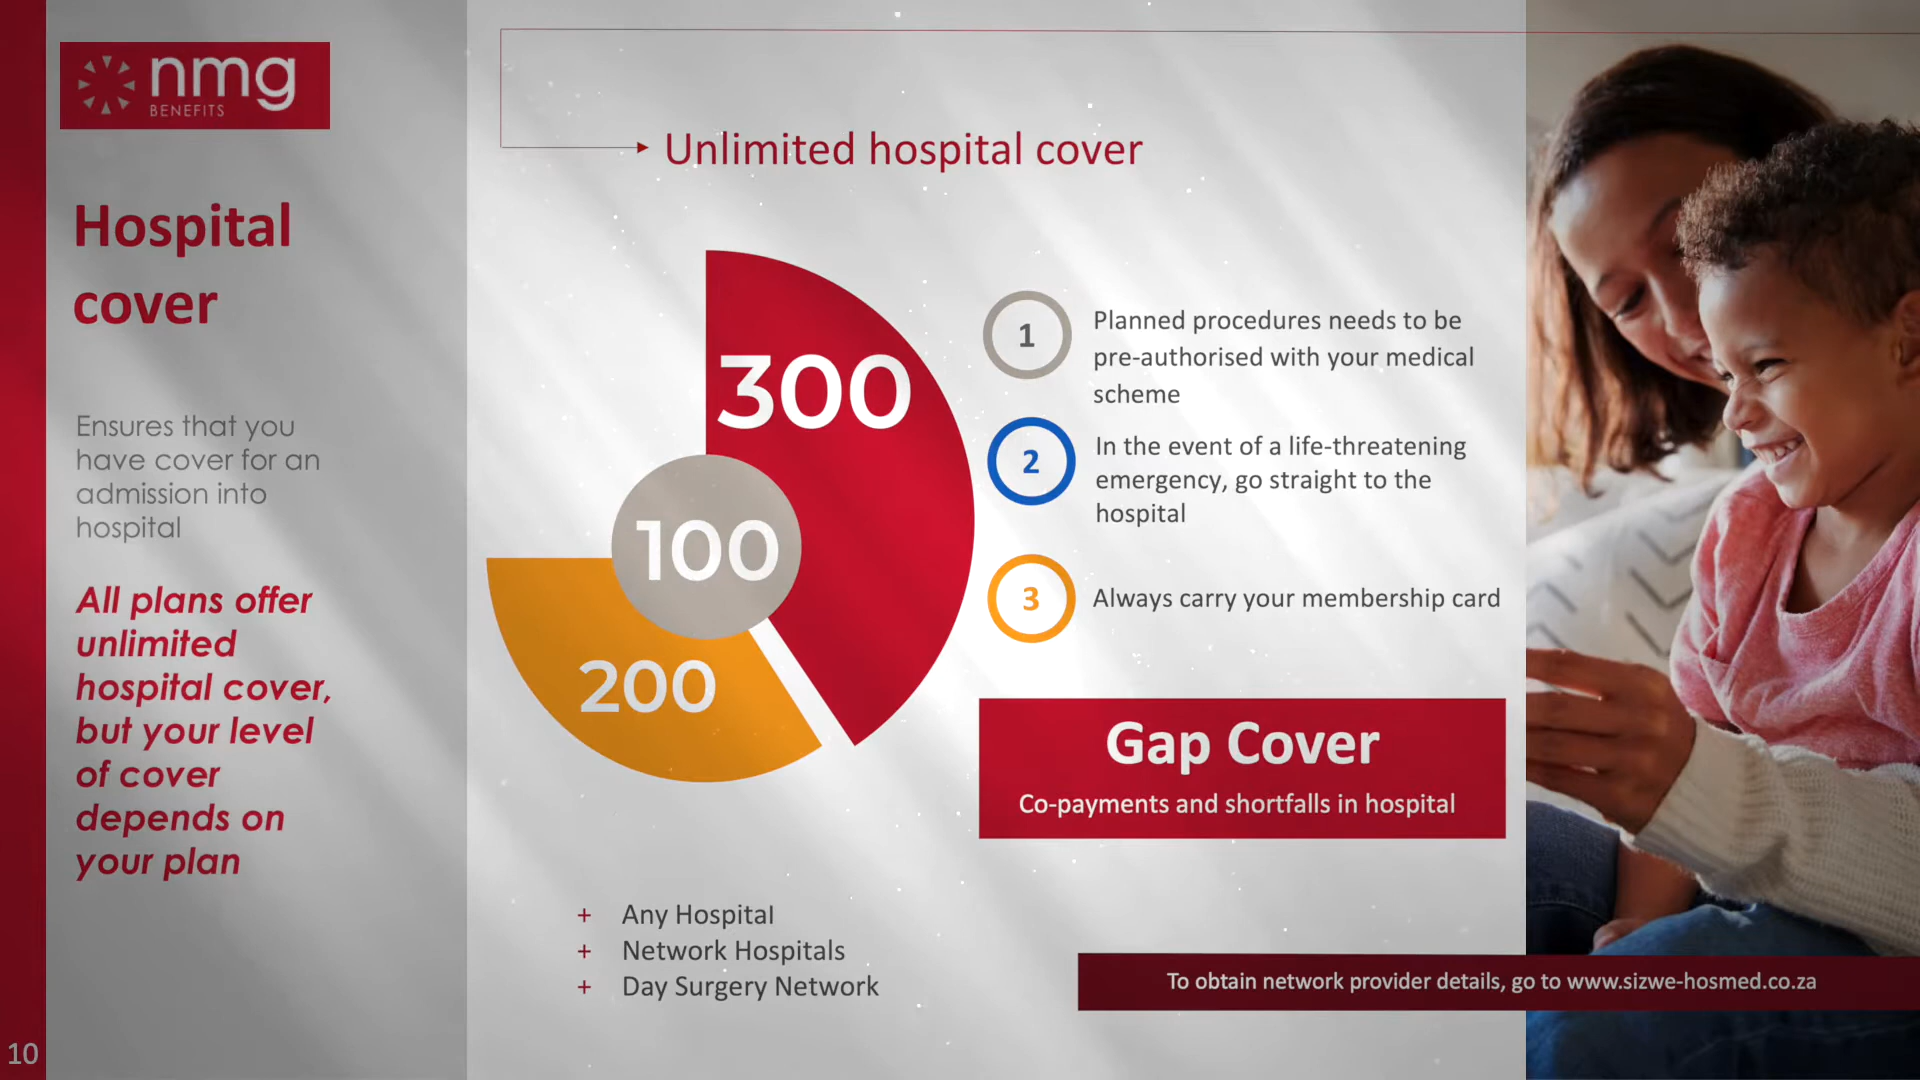 nmg
BENEFITS
Hospital
cover
Ensures that you
have cover for an
admission into
hospital
All plans offer
unlimited
hospital cover,
but your level
of cover
depends on
your plan
10
Unlimited hospital cover
300
100
200
1
Planned procedures needs to be
pre-authorised with your medical
scheme
2
In the event of a life-threatening
emergency, go straight to the
hospital
3
Always carry your membership card
Gap Cover
Co-payments and shortfalls in hospital
+ Any Hospital
+ Network Hospitals
+ Day Surgery Network
To obtain network provider details, go to www.sizwe-hosmed.co.za